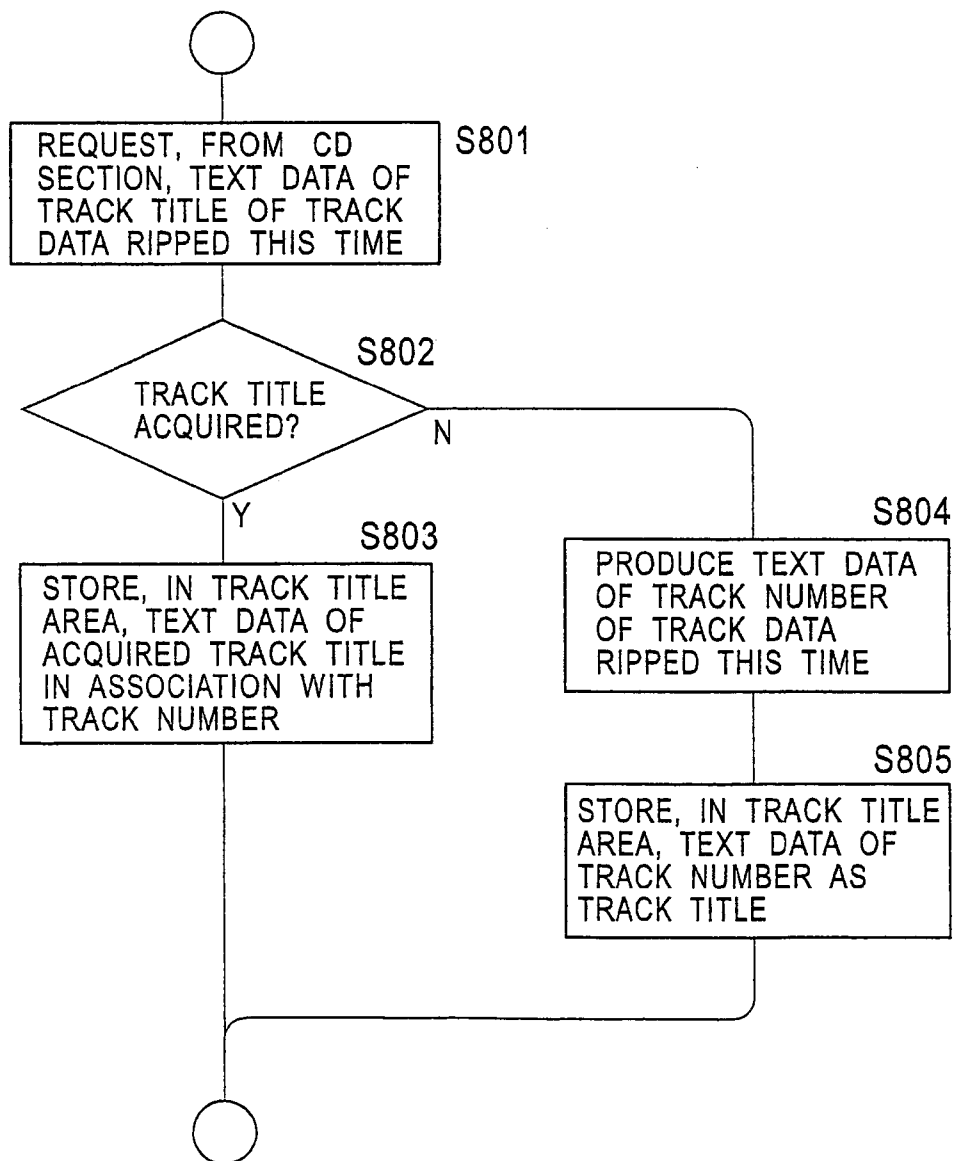 S801
REQUEST, FROM CD
SECTION, TEXT DATA OF
TRACK TITLE OF TRACK
DATA RIPPED THIS TIME
S802
TRACK TITLE
ACQUIRED?
N
Y
S803
STORE, IN TRACK TITLE
AREA, TEXT DATA OF
ACQUIRED TRACK TITLE
IN ASSOCIATION WITH
TRACK NUMBER
S804
PRODUCE TEXT DATA
OF TRACK NUMBER
OF TRACK DATA
RIPPED THIS TIME
S805
STORE, IN TRACK TITLE
AREA, TEXT DATA OF
TRACK NUMBER AS
TRACK TITLE